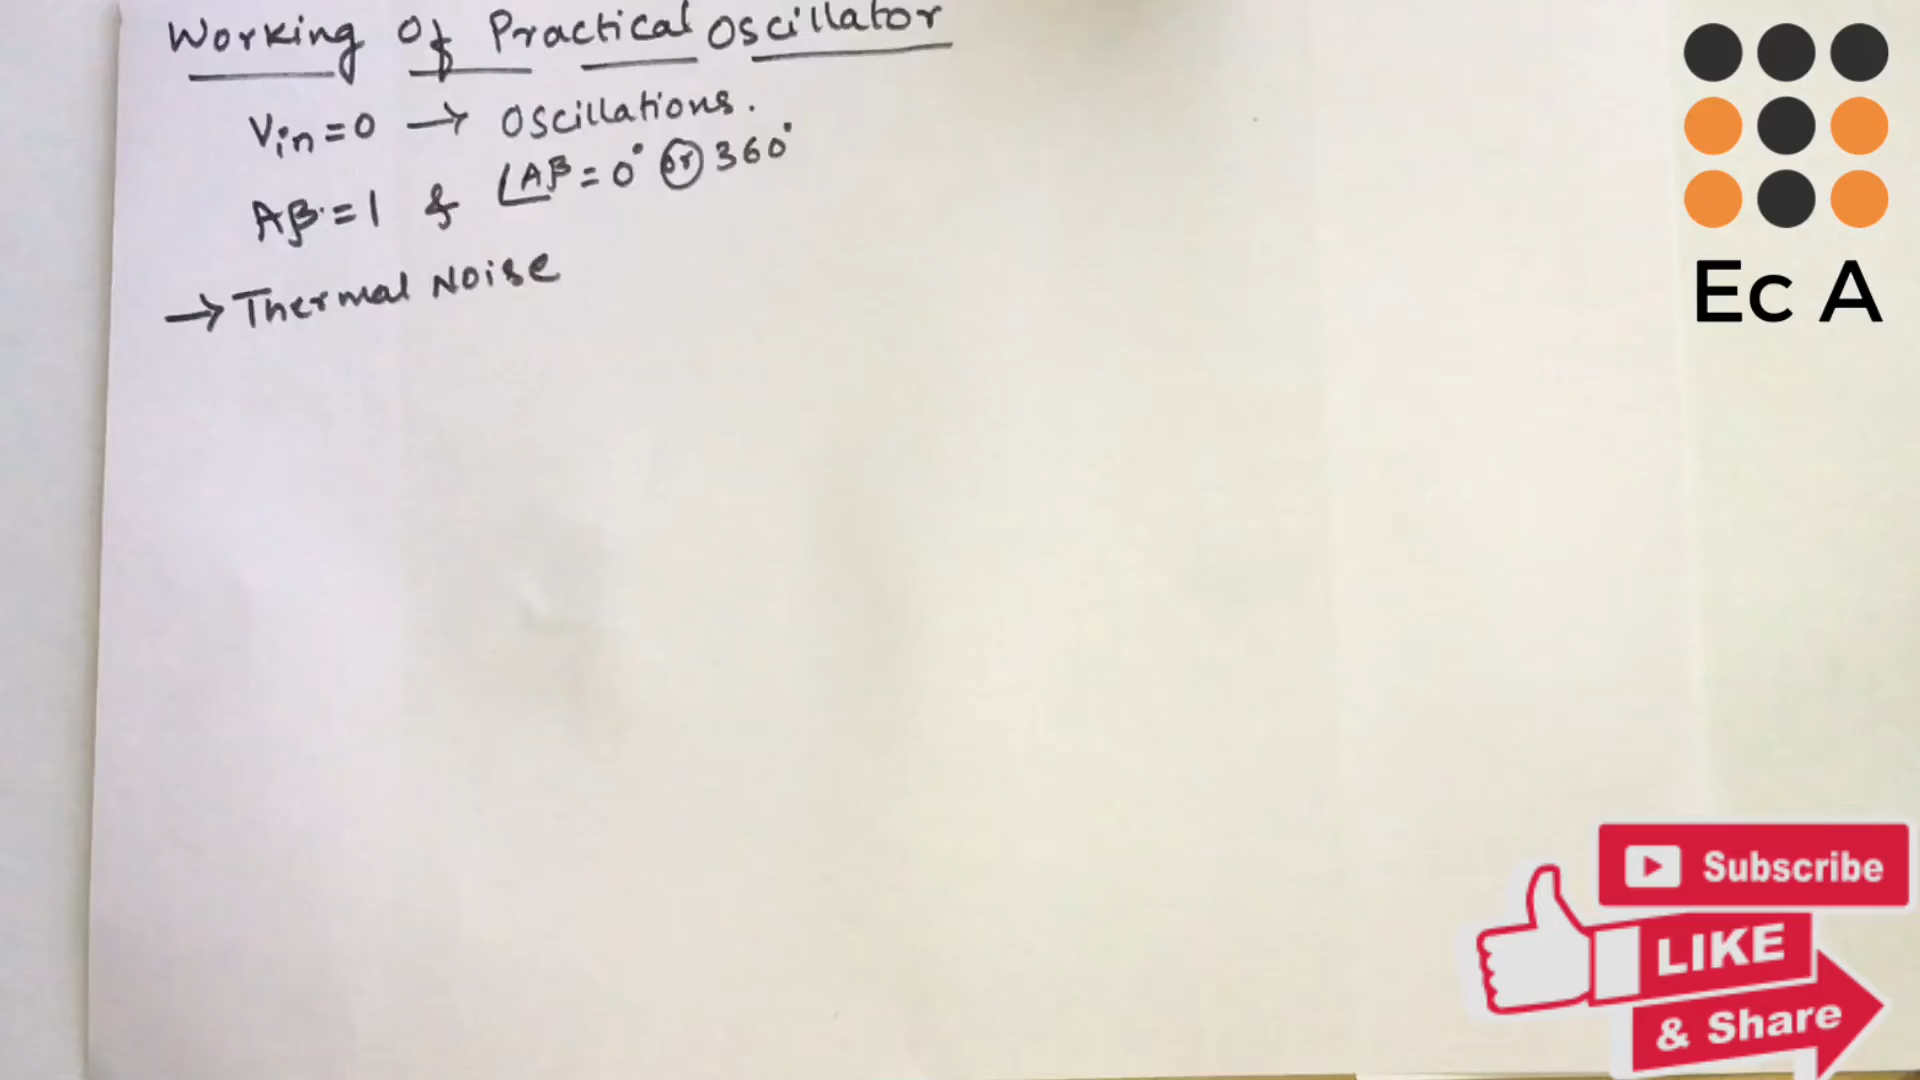 Working Of Practical Oscillator
Vin=0 → Oscillations.
Aβ=1 & ∠Aβ = 0° or 360°
→ Thermal Noise
Ec A
Subscribe
LIKE
& Share